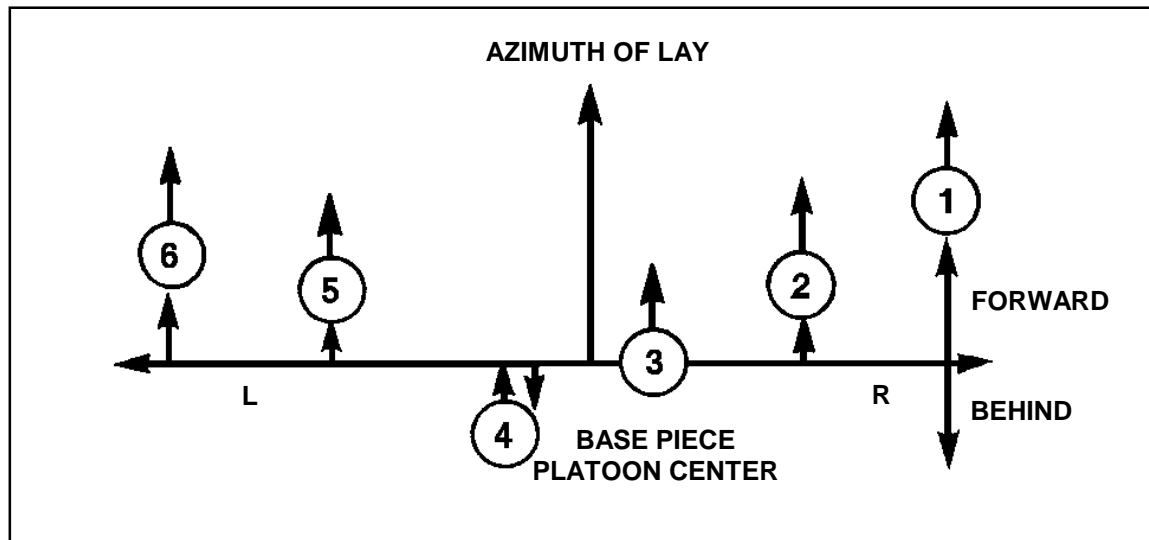 AZIMUTH OF LAY
1
6
2
5
FORWARD
3
L
R
BEHIND
4
BASE PIECE
PLATOON CENTER